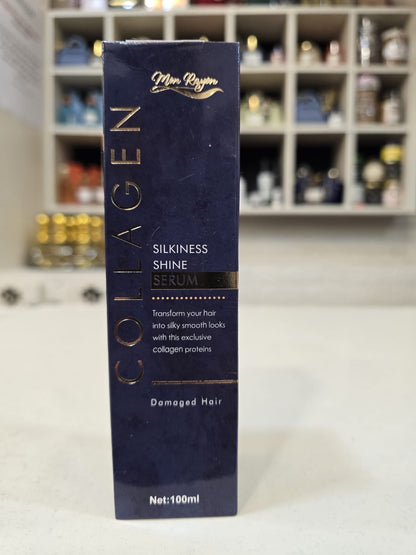 Mon Rayon
COLLAGEN
SILKINESS
SHINE
SERUM
Transform your hair
into silky smooth looks
with this exclusive
collagen proteins
Damaged Hair
Net:100ml